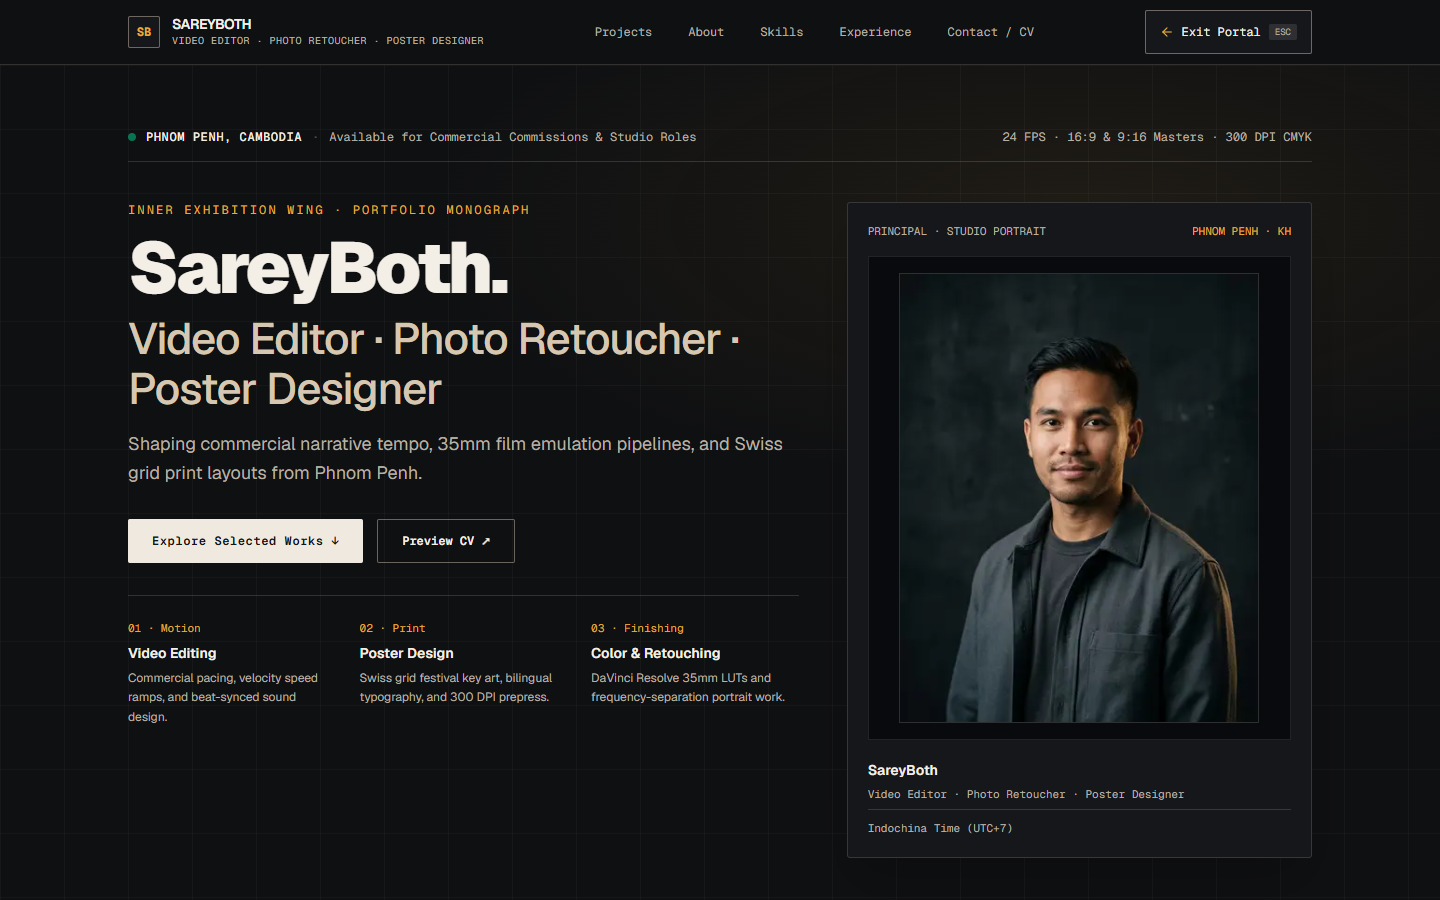 SB
SAREYBOTH
VIDEO EDITOR · PHOTO RETOUCHER · POSTER DESIGNER
Projects
About
Skills
Experience
Contact / CV
← Exit Portal ESC
PHNOM PENH, CAMBODIA · Available for Commercial Commissions & Studio Roles
24 FPS · 16:9 & 9:16 Masters · 300 DPI CMYK
INNER EXHIBITION WING · PORTFOLIO MONOGRAPH
SareyBoth.
Video Editor · Photo Retoucher ·
Poster Designer
Shaping commercial narrative tempo, 35mm film emulation pipelines, and Swiss
grid print layouts from Phnom Penh.
Explore Selected Works ↓
Preview CV ↗
01 · Motion
Video Editing
Commercial pacing, velocity speed
ramps, and beat-synced sound
design.
02 · Print
Poster Design
Swiss grid festival key art, bilingual
typography, and 300 DPI prepress.
03 · Finishing
Color & Retouching
DaVinci Resolve 35mm LUTs and
frequency-separation portrait work.
PRINCIPAL · STUDIO PORTRAIT
PHNOM PENH · KH
SareyBoth
Video Editor · Photo Retoucher · Poster Designer
Indochina Time (UTC+7)